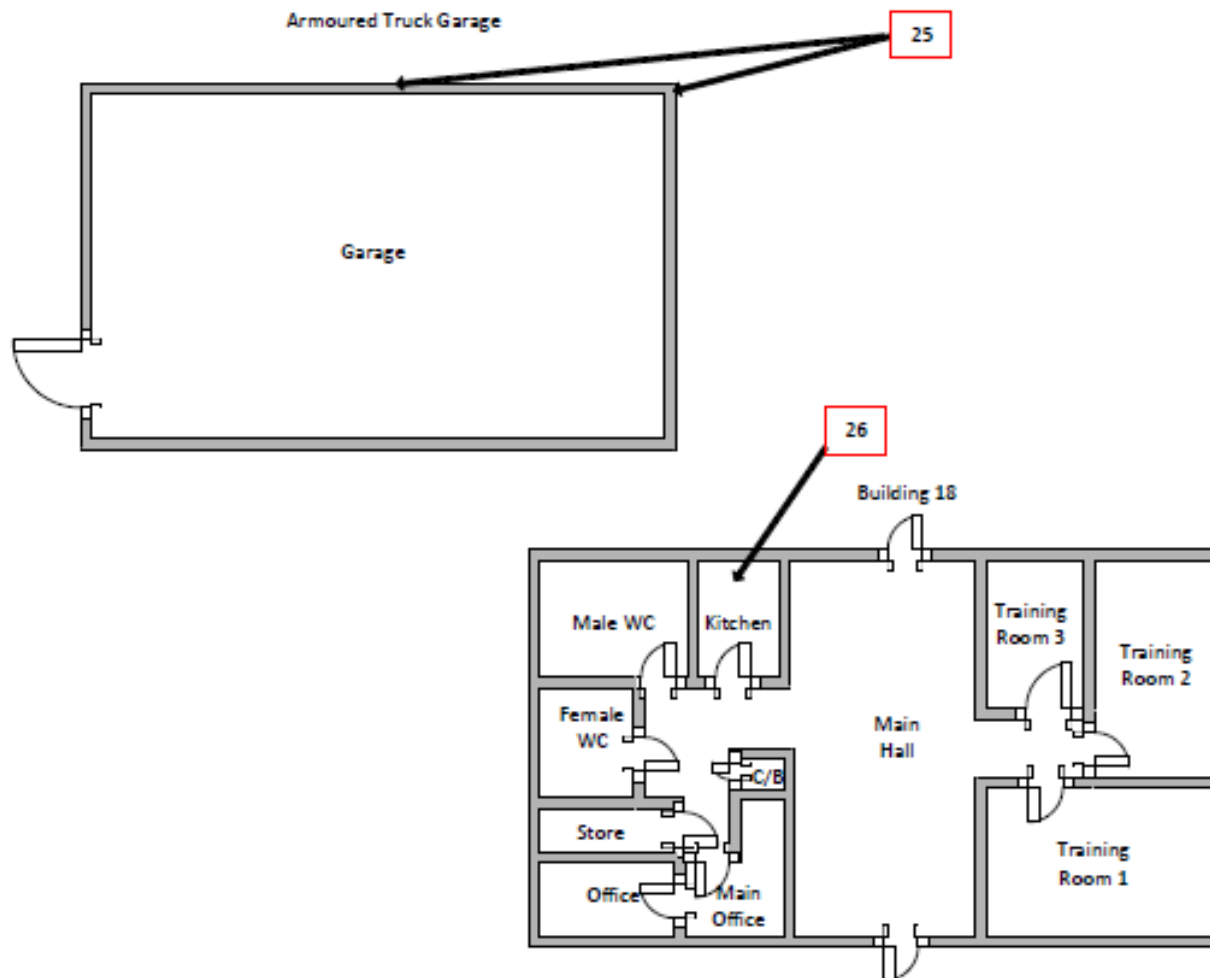 Armoured Truck Garage
25
Garage
26
Building 18
Male WC
Kitchen
Training
Room 3
Training
Room 2
Female
WC
Main
Hall
C/B
Store
Training
Room 1
Office
Main
Office